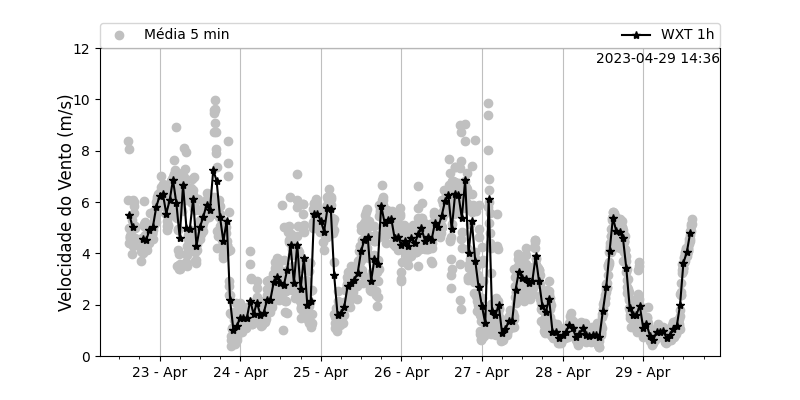 Média 5 min
WXT 1h
2023-04-29 14:36
Velocidade do Vento (m/s)
12
10
8
6
4
2
0
23 - Apr
24 - Apr
25 - Apr
26 - Apr
27 - Apr
28 - Apr
29 - Apr